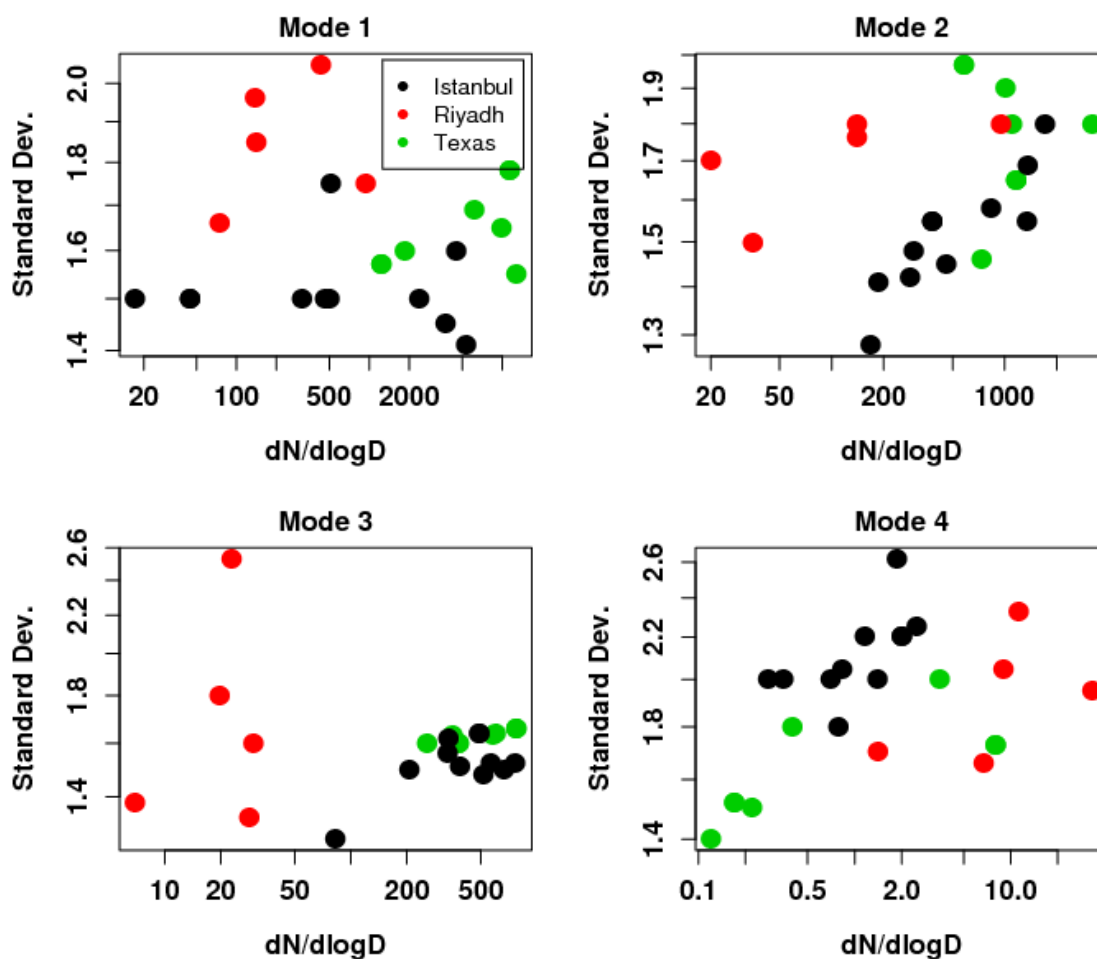 Mode 1
Standard Dev.
2.0
1.8
1.6
1.4
Istanbul
Riyadh
Texas
20 100 500 2000
dN/dlogD
Mode 2
Standard Dev.
1.9
1.7
1.5
1.3
20 50 200 1000
dN/dlogD
Mode 3
Standard Dev.
2.6
2.2
1.8
1.4
10 20 50 200 500
dN/dlogD
Mode 4
Standard Dev.
2.6
2.2
1.8
1.4
0.1 0.5 2.0 10.0
dN/dlogD